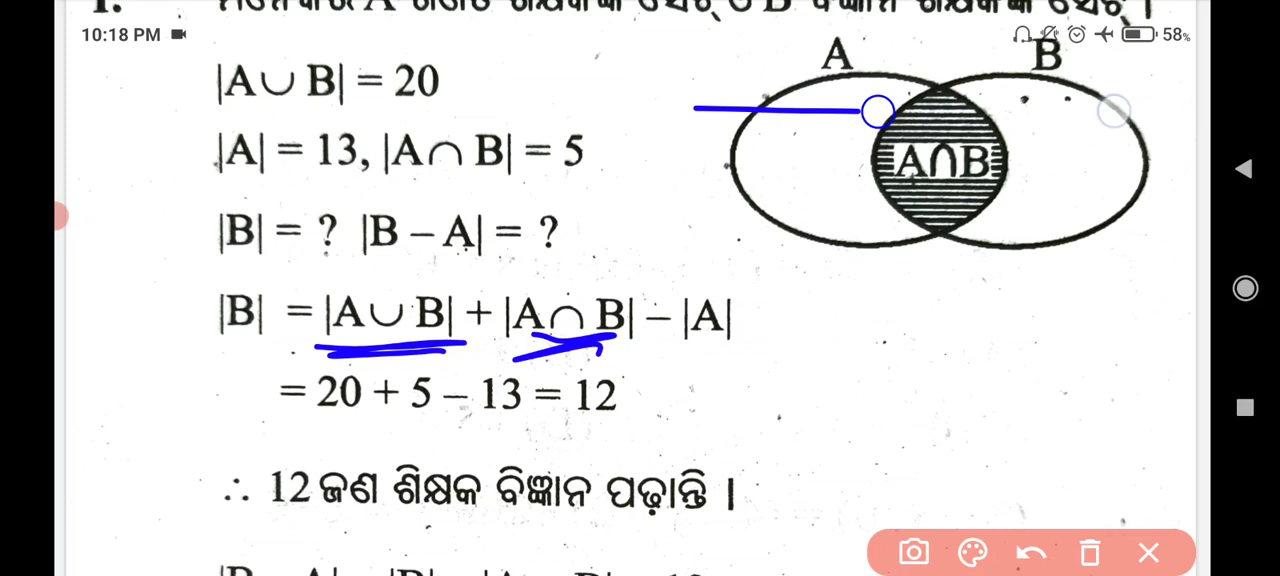 10:18 PM
58%
A B
|A∪ B| = 20
|A| = 13, |A∩ B| = 5
A∩B
|B| = ? |B – A| = ?
|B| = |A∪ B| + |A∩ B| – |A|
= 20 + 5 – 13 = 12
∴ 12 ଜଣ ଶିକ୍ଷକ ବିଜ୍ଞାନ ପଢ଼ାନ୍ତି ।